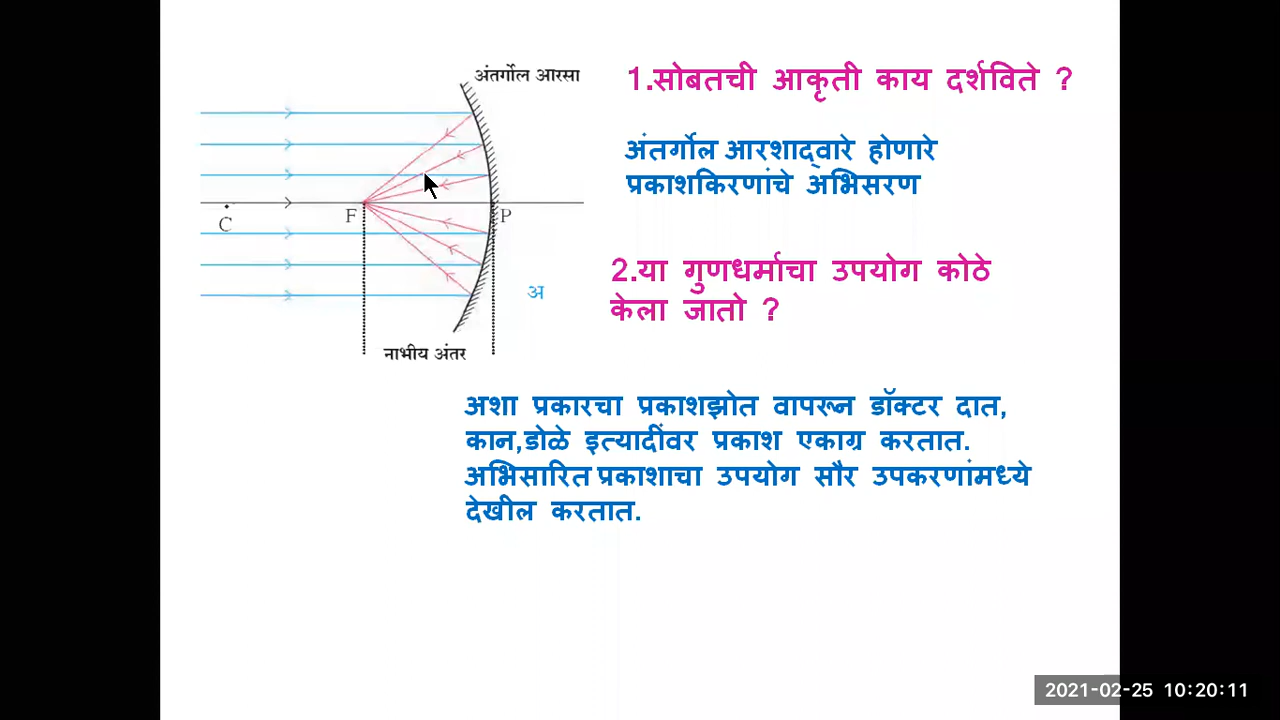 अंतर्गोल आरसा
C
F
P
अ
नाभीय अंतर
1.सोबतची आकृती काय दर्शविते ?
अंतर्गोल आरशाद्‌वारे होणारे
प्रकाशकिरणांचे अभिसरण
2.या गुणधर्माचा उपयोग कोठे
केला जातो ?
अशा प्रकारचा प्रकाशझोत वापरून डॉक्टर दात,
कान,डोळे इत्यादींवर प्रकाश एकाग्र करतात.
अभिसारित प्रकाशाचा उपयोग सौर उपकरणांमध्ये
देखील करतात.
2021-02-25 10:20:11